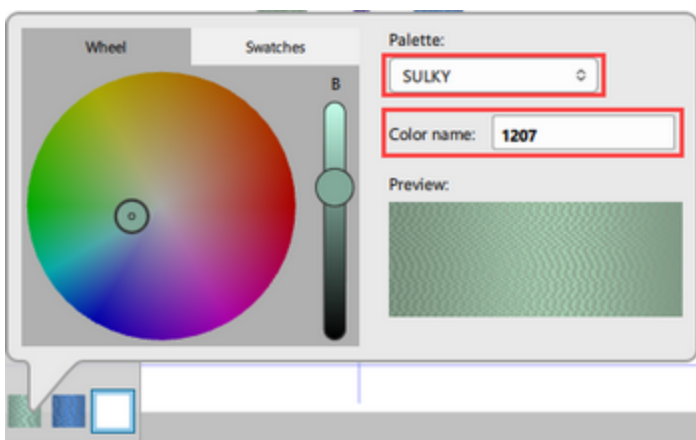 Wheel
Swatches
B
Palette:
SULKY
Color name: 1207
Preview: